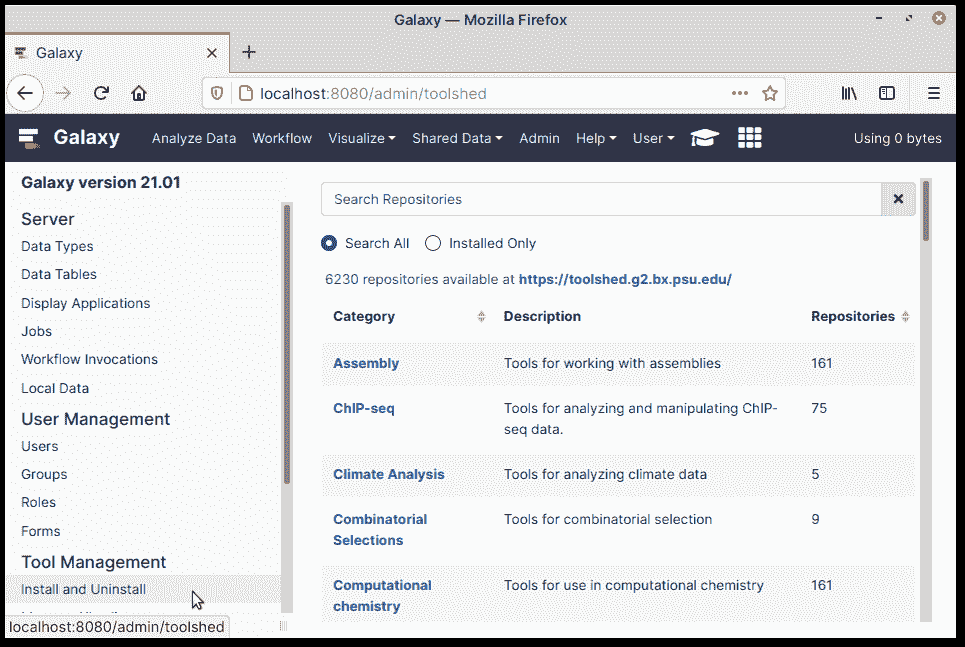 Galaxy — Mozilla Firefox
Galaxy
localhost:8080/admin/toolshed
Galaxy Analyze Data Workflow Visualize Shared Data Admin Help User Using 0 bytes
Galaxy version 21.01
Server
Data Types
Data Tables
Display Applications
Jobs
Workflow Invocations
Local Data
User Management
Users
Groups
Roles
Forms
Tool Management
Install and Uninstall
localhost:8080/admin/toolshed
Search Repositories
Search All Installed Only
6230 repositories available at https://toolshed.g2.bx.psu.edu/
Category Description Repositories
Assembly Tools for working with assemblies 161
ChIP-seq Tools for analyzing and manipulating ChIP- 75
seq data.
Climate Analysis Tools for analyzing climate data 5
Combinatorial Tools for combinatorial selection 9
Selections
Computational Tools for use in computational chemistry 161
chemistry